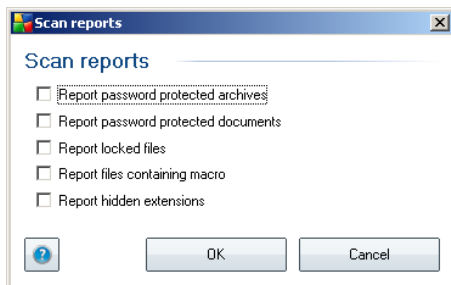 Scan reports
Scan reports
Report password protected archives
Report password protected documents
Report locked files
Report files containing macro
Report hidden extensions
?
OK
Cancel